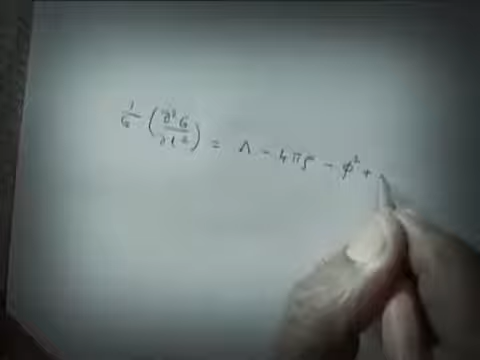 1/G (∂²G/∂t²) = Λ - 4πρ - φ² +